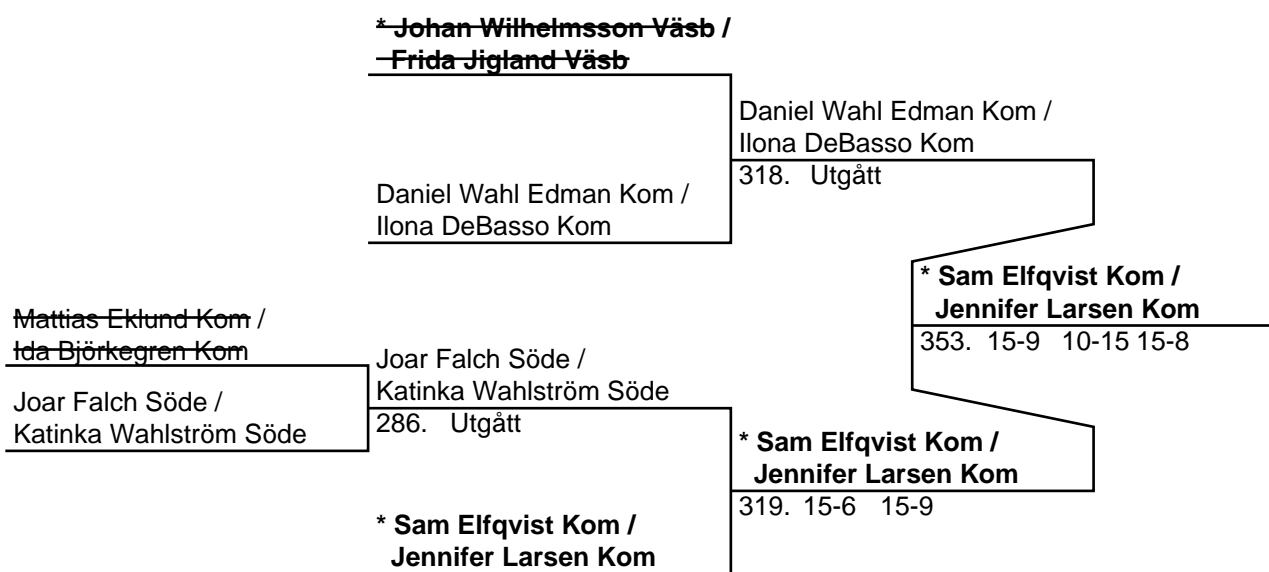 * Johan Wilhelmsson Väsb /
Frida Jigland Väsb
Daniel Wahl Edman Kom /
Ilona DeBasso Kom
318. Utgått
Daniel Wahl Edman Kom /
Ilona DeBasso Kom
* Sam Elfqvist Kom /
Jennifer Larsen Kom
353. 15-9 10-15 15-8
Mattias Eklund Kom /
Ida Björkegren Kom
Joar Falch Söde /
Katinka Wahlström Söde
286. Utgått
Joar Falch Söde /
Katinka Wahlström Söde
* Sam Elfqvist Kom /
Jennifer Larsen Kom
319. 15-6 15-9
* Sam Elfqvist Kom /
Jennifer Larsen Kom